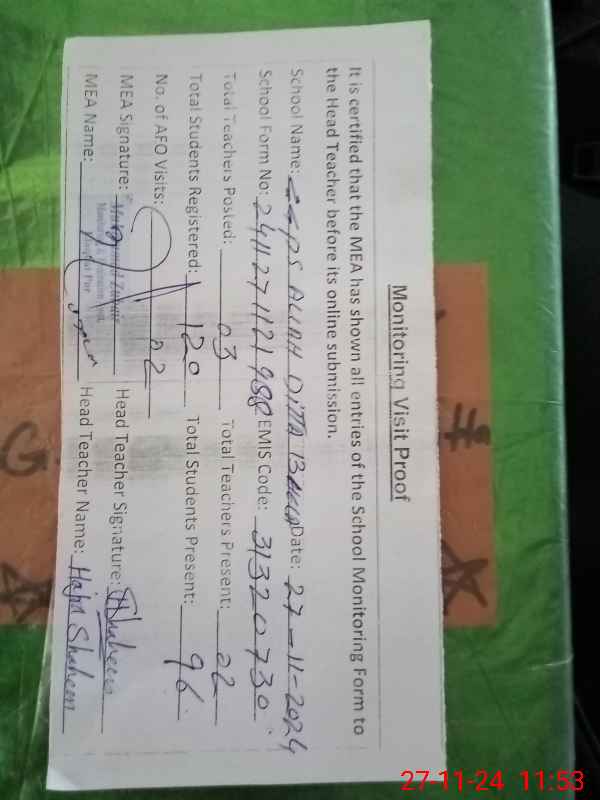 Monitoring Visit Proof
It is certified that the MEA has shown all entries of the School Monitoring Form to
the Head Teacher before its online submission.
School Name: GGPS ALLAH DITTA Date: 27-11-2024
School Form No: EMIS Code: 31320730
Total Teachers Posted: 03 Total Teachers Present: 02
Total Students Registered: 120 Total Students Present: 96
No. of AFO Visits: 02
MEA Signature: Head Teacher Signature: Shaheen
MEA Name: Head Teacher Name: Hajra Shaheen
G
27-11-24 11:53